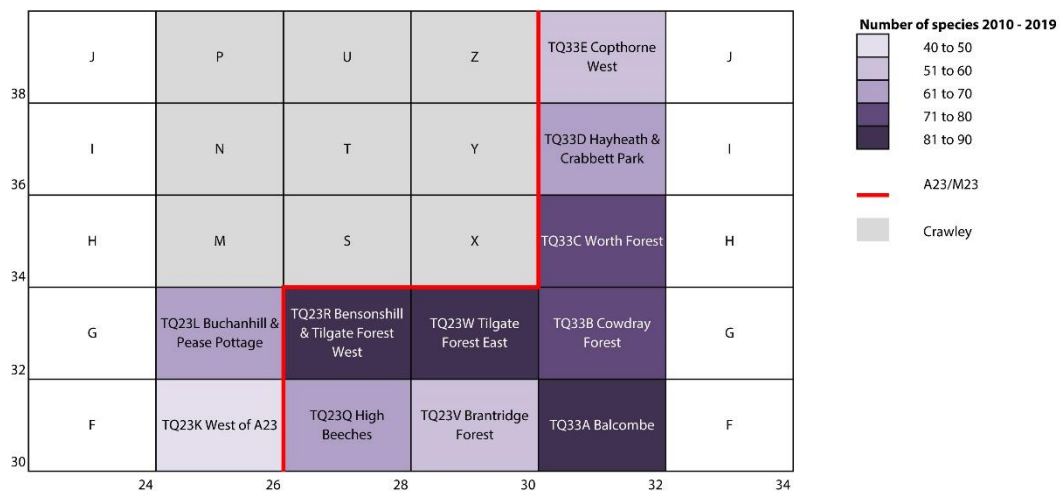 Number of species 2010 - 2019
40 to 50
51 to 60
61 to 70
71 to 80
81 to 90
A23/M23
Crawley
J
P
U
Z
TQ33E Copthorne
West
J
38
I
N
T
Y
TQ33D Hayheath &
Crabbett Park
I
36
H
M
S
X
TQ33C Worth Forest
H
34
G
TQ23L Buchanhill &
Pease Pottage
TQ23R Bensonshill
& Tilgate Forest
West
TQ23W Tilgate
Forest East
TQ33B Cowdray
Forest
G
32
F
TQ23K West of A23
TQ23Q High
Beeches
TQ23V Brantridge
Forest
TQ33A Balcombe
F
30
24
26
28
30
32
34